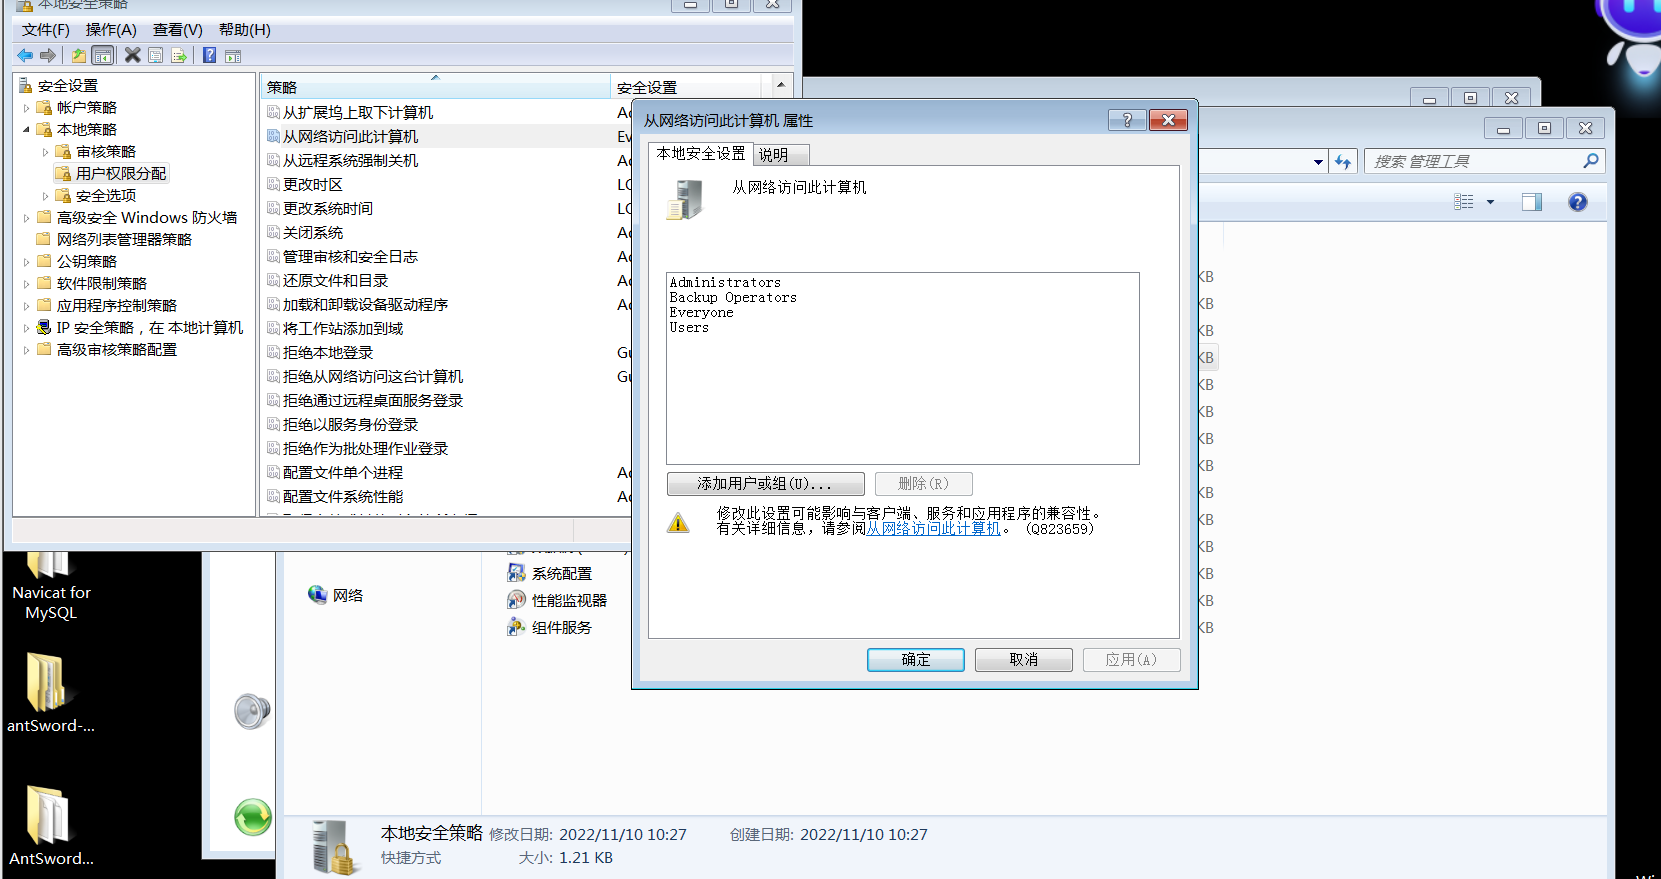 本地安全策略
文件(F) 操作(A) 查看(V) 帮助(H)
安全设置
帐户策略
本地策略
审核策略
用户权限分配
安全选项
高级安全 Windows 防火墙
网络列表管理器策略
公钥策略
软件限制策略
应用程序控制策略
IP 安全策略，在 本地计算机
高级审核策略配置
策略 安全设置
从扩展坞上取下计算机
从网络访问此计算机 Ev
从远程系统强制关机
更改时区 LO
更改系统时间 LO
关闭系统
管理审核和安全日志
还原文件和目录
加载和卸载设备驱动程序
将工作站添加到域
拒绝本地登录 Gu
拒绝从网络访问这台计算机 Gu
拒绝通过远程桌面服务登录
拒绝以服务身份登录
拒绝作为批处理作业登录
配置文件单个进程
配置文件系统性能
从网络访问此计算机 属性
本地安全设置 说明
从网络访问此计算机
Administrators
Backup Operators
Everyone
Users
添加用户或组(U)... 删除(R)
修改此设置可能影响与客户端、服务和应用程序的兼容性。
有关详细信息，请参阅从网络访问此计算机。 (Q823659)
确定 取消 应用(A)
搜索 管理工具
KB
KB
KB
KB
KB
KB
KB
KB
KB
KB
KB
KB
KB
KB
网络
系统配置
性能监视器
组件服务
本地安全策略 修改日期: 2022/11/10 10:27 创建日期: 2022/11/10 10:27
快捷方式 大小: 1.21 KB
Navicat for
MySQL
antSword-...
AntSword...